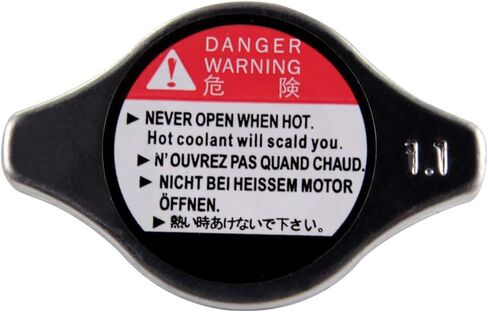 DANGER
WARNING
危 険
▶ NEVER OPEN WHEN HOT.
Hot coolant will scald you.
▶ N'OUVREZ PAS QUAND CHAUD.
▶ NICHT BEI HEISSEM MOTOR
ÖFFNEN.
▶ 熱い時あけないで下さい。
1.1